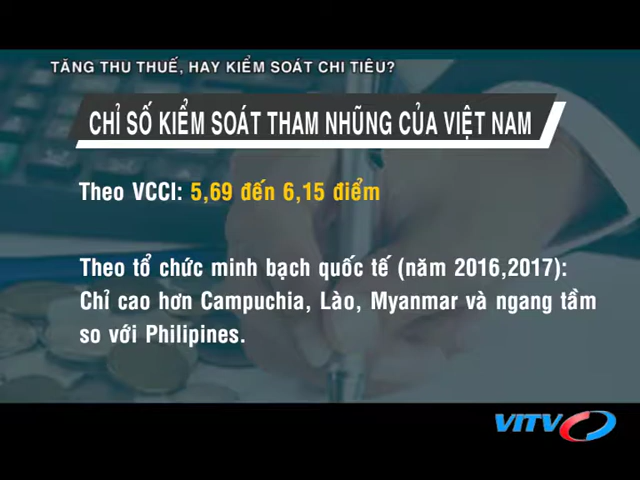 TĂNG THU THUẾ, HAY KIỂM SOÁT CHI TIÊU?
CHỈ SỐ KIỂM SOÁT THAM NHŨNG CỦA VIỆT NAM
Theo VCCI: 5,69 đến 6,15 điểm
Theo tổ chức minh bạch quốc tế (năm 2016,2017):
Chỉ cao hơn Campuchia, Lào, Myanmar và ngang tầm
so với Philipines.
VITV